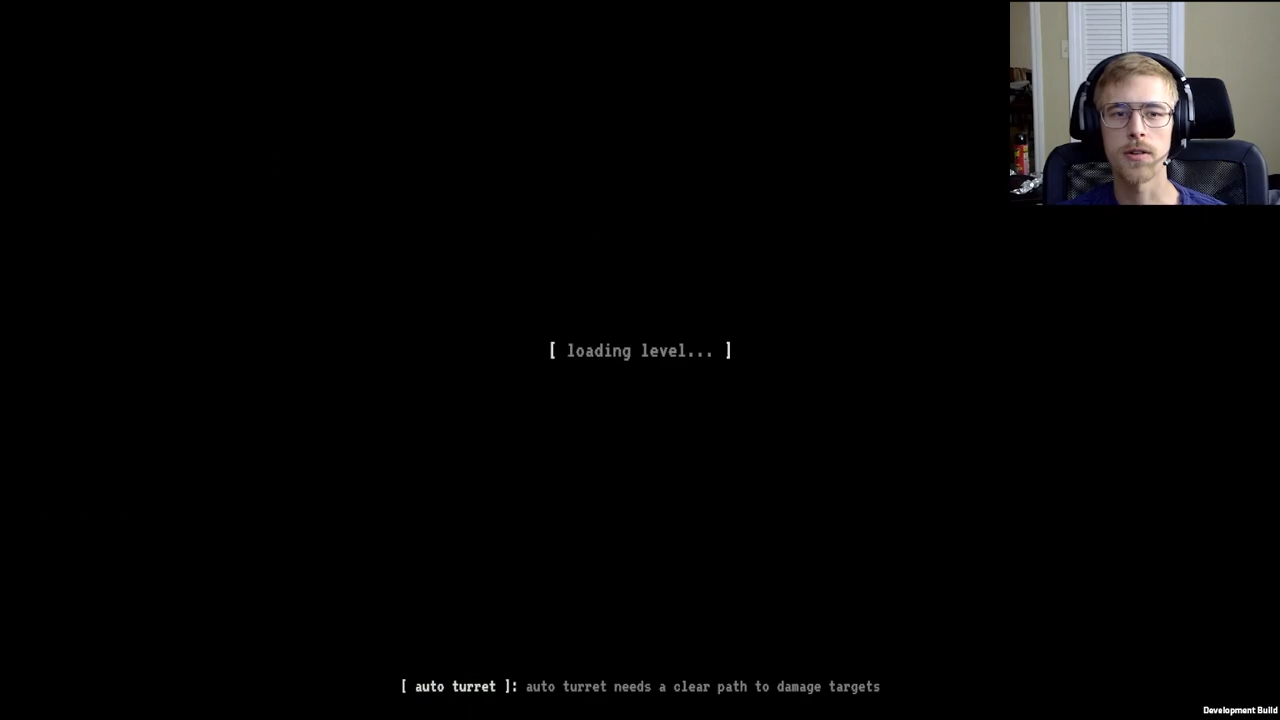 [ loading level... ]
[ auto turret ]: auto turret needs a clear path to damage targets
Development Build